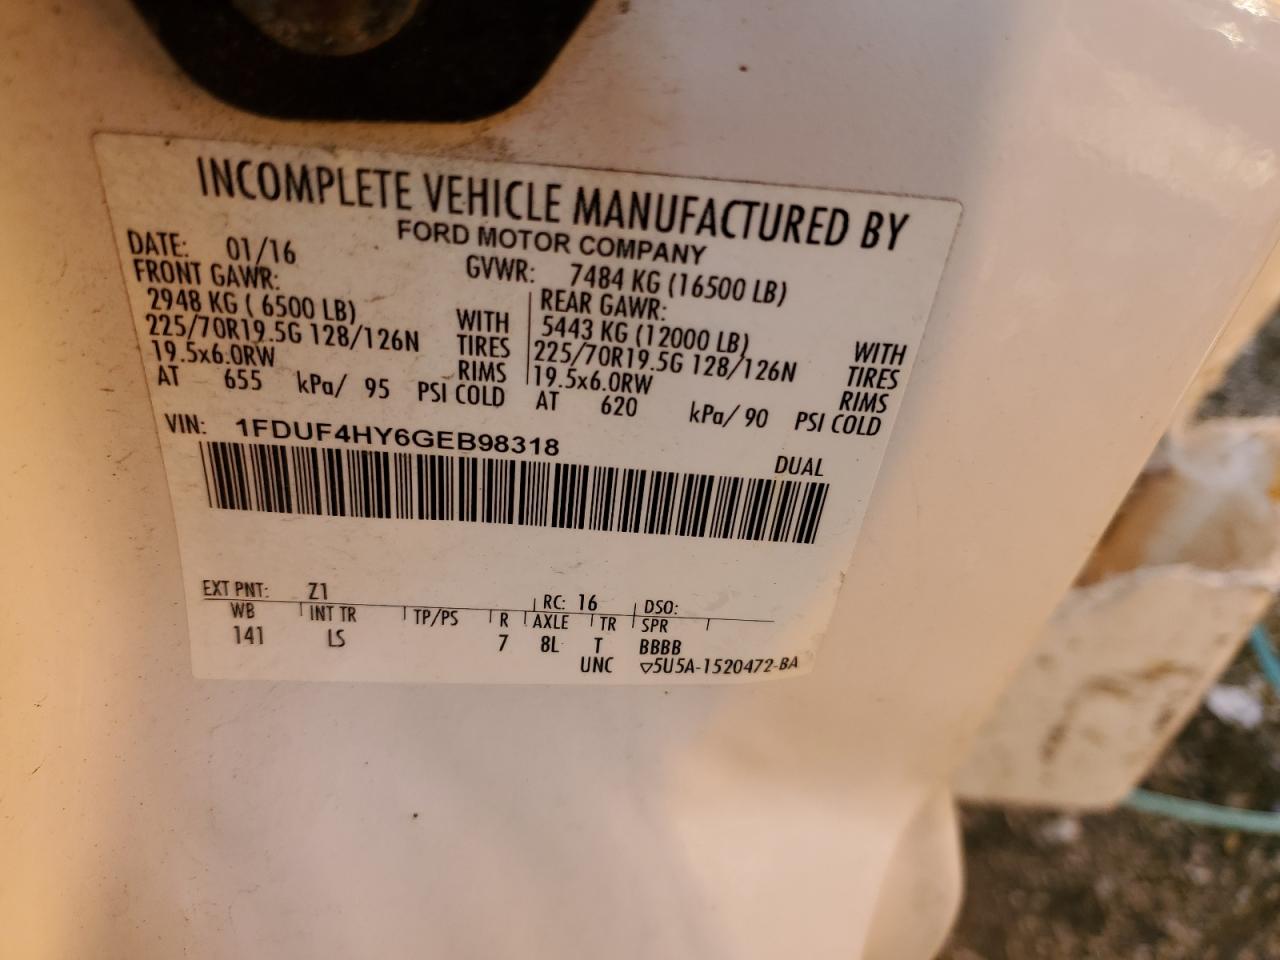 INCOMPLETE VEHICLE MANUFACTURED BY
FORD MOTOR COMPANY
DATE: 01/16 GVWR: 7484 KG (16500 LB)
FRONT GAWR: REAR GAWR:
2948 KG ( 6500 LB) WITH 5443 KG (12000 LB) WITH
225/70R19.5G 128/126N TIRES 225/70R19.5G 128/126N TIRES
19.5x6.0RW RIMS 19.5x6.0RW RIMS
AT 655 kPa/ 95 PSI COLD AT 620 kPa/ 90 PSI COLD
VIN: 1FDUF4HY6GEB98318
DUAL
EXT PNT: Z1 RC: 16 DSO:
WB INT TR TP/PS R AXLE TR SPR
141 LS 7 8L T BBBB
UNC ▽5U5A-1520472-BA